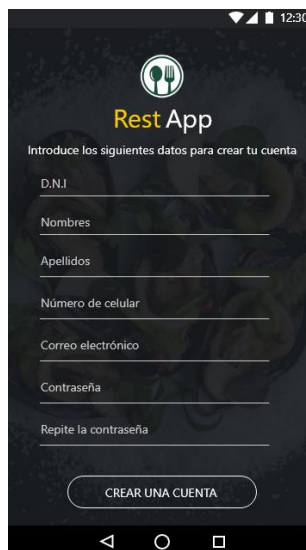 12:30
Rest App
Introduce los siguientes datos para crear tu cuenta
D.N.I
Nombres
Apellidos
Número de celular
Correo electrónico
Contraseña
Repite la contraseña
CREAR UNA CUENTA